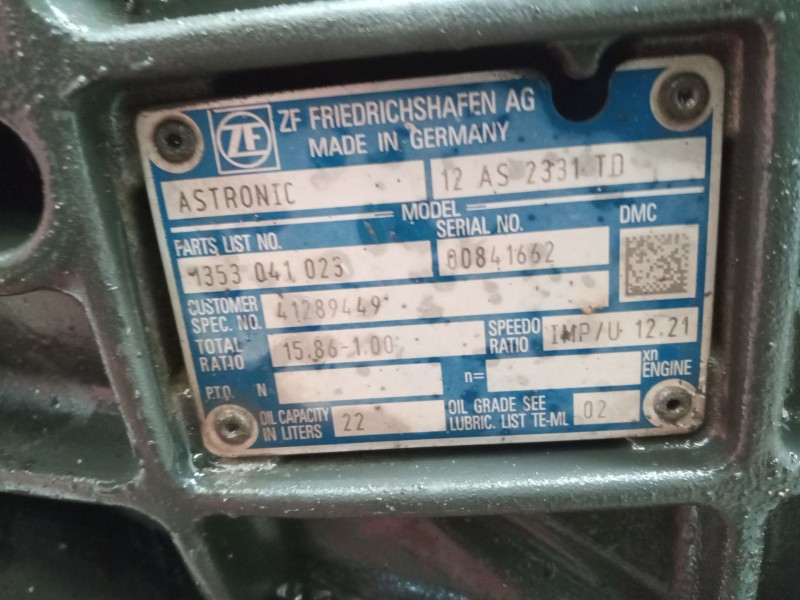 ZF
ZF FRIEDRICHSHAFEN AG
MADE IN GERMANY
ASTRONIC
12 AS 2331 TD
MODEL
PARTS LIST NO.
SERIAL NO.
DMC
1353 041 023
80841662
CUSTOMER
SPEC. NO.
41289449
TOTAL
RATIO
15.86-1.00
SPEEDO
RATIO
IMP/U 12.21
P.T.O.
N
n=
xn
ENGINE
OIL CAPACITY
IN LITERS
22
OIL GRADE SEE
LUBRIC. LIST TE-ML
02